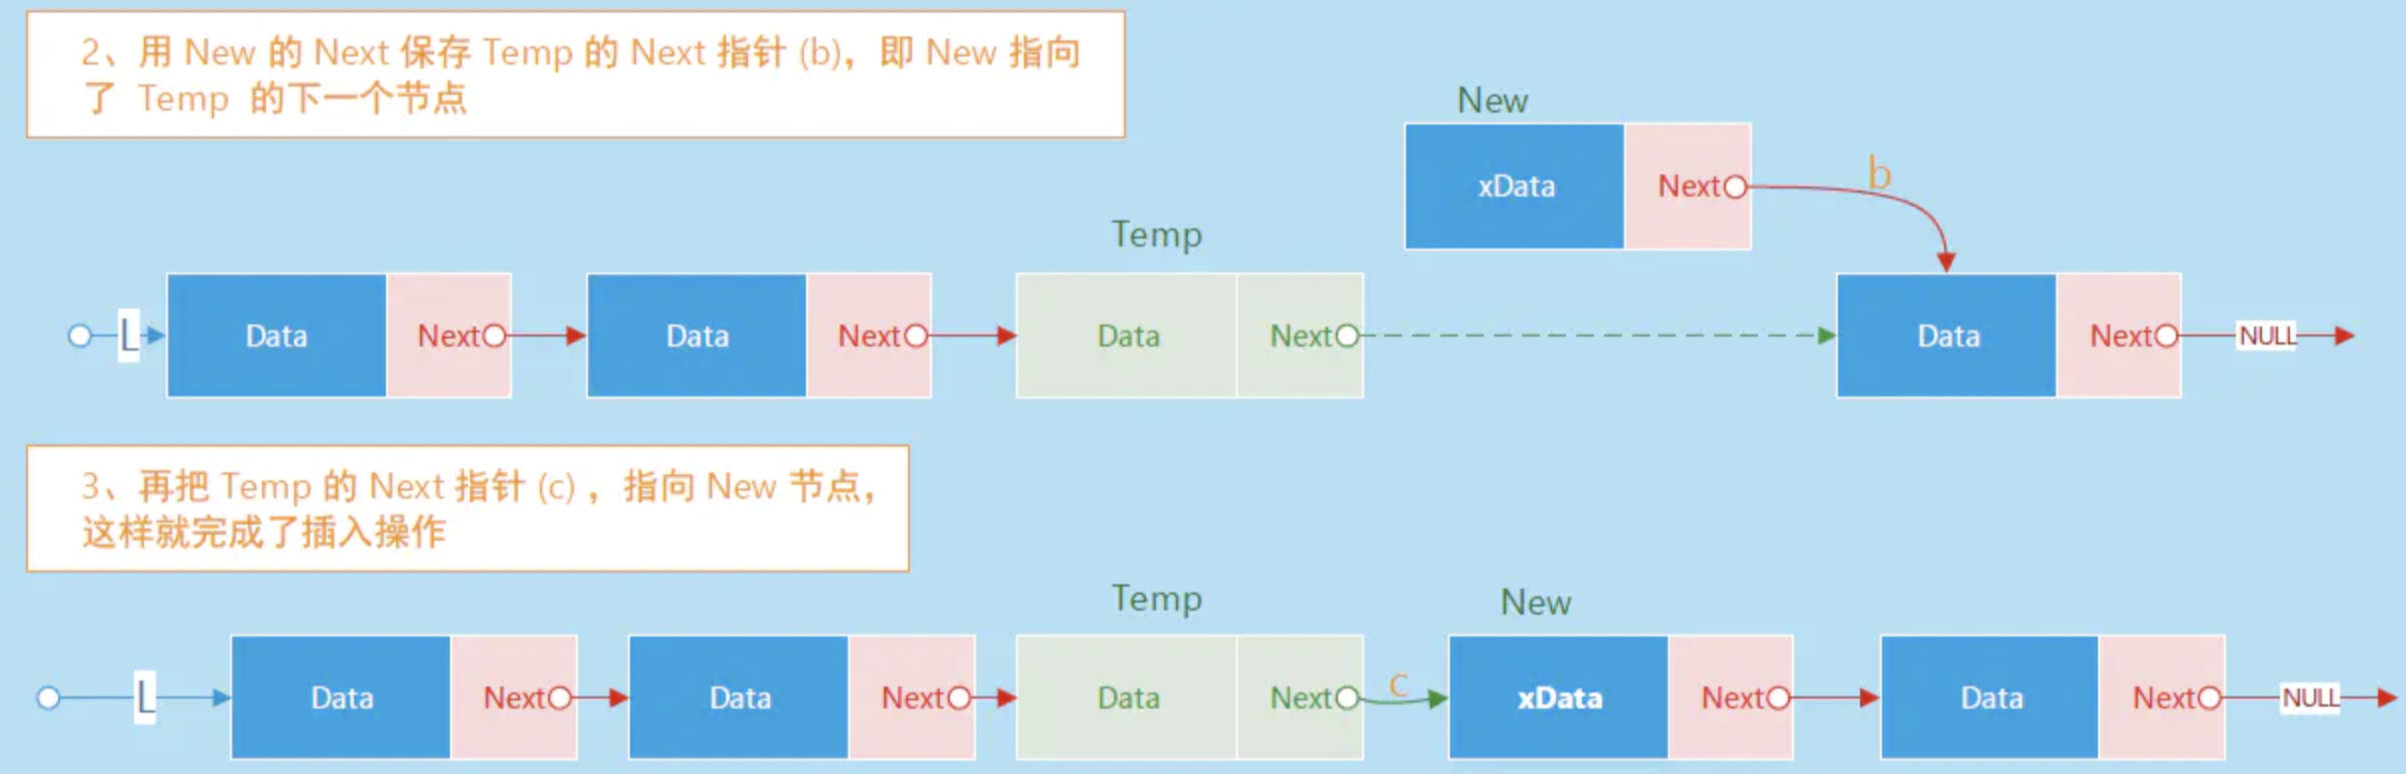 2、用 New 的 Next 保存 Temp 的 Next 指针 (b)，即 New 指向
了 Temp 的下一个节点
New
xData Next b
Temp
L Data Next Data Next Data Next Data Next NULL
3、再把 Temp 的 Next 指针 (c) ，指向 New 节点，
这样就完成了插入操作
Temp New
L Data Next Data Next Data Next c xData Next Data Next NULL